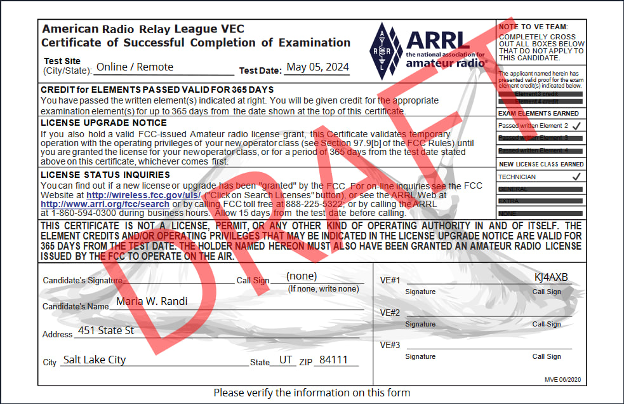 American Radio Relay League VEC
Certificate of Successful Completion of Examination
Test Site
(City/State): Online / Remote Test Date: May 05, 2024
ARRL
the national association for
amateur radio®
NOTE TO VE TEAM:
COMPLETELY CROSS
OUT ALL BOXES BELOW
THAT DO NOT APPLY TO
THIS CANDIDATE.
The applicant named herein has
presented valid proof for the exam
element credit(s) indicated below.
Element 3 credit
Element 4 credit
EXAM ELEMENTS EARNED
Passed written Element 2 ✓
Passed written Element 3
Passed written Element 4
NEW LICENSE CLASS EARNED
TECHNICIAN ✓
GENERAL
EXTRA
NONE
CREDIT for ELEMENTS PASSED VALID FOR 365 DAYS
You have passed the written element(s) indicated at right. You will be given credit for the appropriate
examination element(s) for up to 365 days from the date shown at the top of this certificate.
LICENSE UPGRADE NOTICE
If you also hold a valid FCC-issued Amateur radio license grant, this Certificate validates temporary
operation with the operating privileges of your new operator class (see Section 97.9[b] of the FCC Rules) until
you are granted the license for your new operator class, or for a period of 365 days from the test date stated
above on this certificate, whichever comes first.
LICENSE STATUS INQUIRIES
You can find out if a new license or upgrade has been "granted" by the FCC. For on-line inquiries see the FCC
Website at http://wireless.fcc.gov/uls/ ("Click on Search Licenses" button), or see the ARRL Web at
http://www.arrl.org/fcc/search or by calling FCC toll free at 888-225-5322; or by calling the ARRL
at 1-860-594-0300 during business hours. Allow 15 days from the test date before calling.
THIS CERTIFICATE IS NOT A LICENSE, PERMIT, OR ANY OTHER KIND OF OPERATING AUTHORITY IN AND OF ITSELF. THE
ELEMENT CREDITS AND/OR OPERATING PRIVILEGES THAT MAY BE INDICATED IN THE LICENSE UPGRADE NOTICE ARE VALID FOR
365 DAYS FROM THE TEST DATE. THE HOLDER NAMED HEREON MUST ALSO HAVE BEEN GRANTED AN AMATEUR RADIO LICENSE
ISSUED BY THE FCC TO OPERATE ON THE AIR.
DRAFT
Candidate's Signature Call Sign (none)
(If none, write none)
Candidate's Name Maria W. Randi
Address 451 State St
City Salt Lake City State UT ZIP 84111
VE#1 KJ4AXB
Signature Call Sign
VE#2
Signature Call Sign
VE#3
Signature Call Sign
MVE 06/2020
Please verify the information on this form